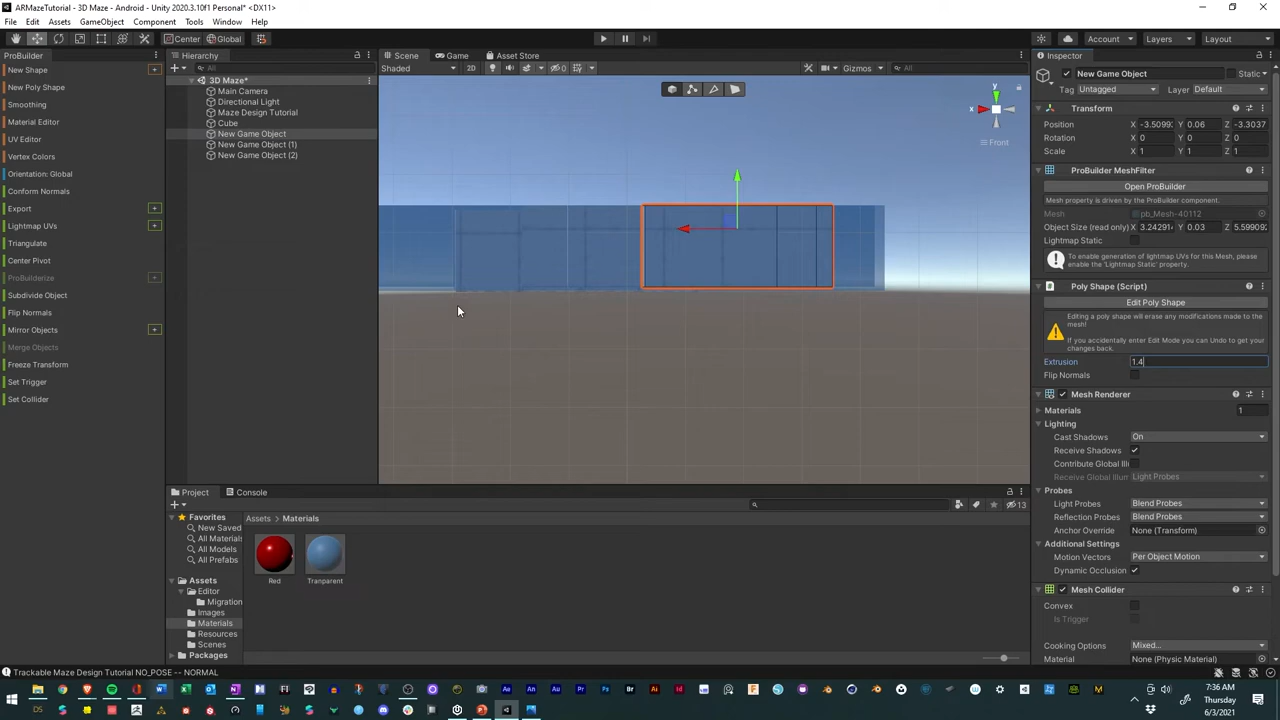 ARMazeTutorial - 3D Maze - Android - Unity 2020.3.10f1 Personal* <DX11>
File Edit Assets GameObject Component Tools Window Help
Center Global
Account Layers Layout
ProBuilder
New Shape
New Poly Shape
Smoothing
Material Editor
UV Editor
Vertex Colors
Orientation: Global
Conform Normals
Export
Lightmap UVs
Triangulate
Center Pivot
ProBuilderize
Subdivide Object
Flip Normals
Mirror Objects
Merge Objects
Freeze Transform
Set Trigger
Set Collider
Hierarchy
All
3D Maze*
Main Camera
Directional Light
Maze Design Tutorial
Cube
New Game Object
New Game Object (1)
New Game Object (2)
Scene Game Asset Store
Shaded 2D 0 Gizmos All
y
x
Front
Inspector
New Game Object Static
Tag Untagged Layer Default
Transform
Position X -3.5099 Y 0.06 Z -3.3037
Rotation X 0 Y 0 Z 0
Scale X 1 Y 1 Z 1
ProBuilder MeshFilter
Open ProBuilder
Mesh property is driven by the ProBuilder component.
Mesh pb_Mesh-40112
Object Size (read only) X 3.24291 Y 0.03 Z 5.59909
Lightmap Static
To enable generation of lightmap UVs for this Mesh, please enable the 'Lightmap Static' property.
Poly Shape (Script)
Edit Poly Shape
Editing a poly shape will erase any modifications made to the mesh!
If you accidentally enter Edit Mode you can Undo to get your changes back.
Extrusion 1.4
Flip Normals
Mesh Renderer
Materials 1
Lighting
Cast Shadows On
Receive Shadows
Contribute Global Illu
Receive Global Illum Light Probes
Probes
Light Probes Blend Probes
Reflection Probes Blend Probes
Anchor Override None (Transform)
Additional Settings
Motion Vectors Per Object Motion
Dynamic Occlusion
Mesh Collider
Convex
Is Trigger
Cooking Options Mixed...
Material None (Physic Material)
Project Console
13
Favorites
New Saved
All Materials
All Models
All Prefabs
Assets
Editor
Migration
Images
Materials
Resources
Scenes
Packages
Assets > Materials
Red
Tranparent
Trackable Maze Design Tutorial NO_POSE -- NORMAL
7:36 AM
Thursday
6/3/2021